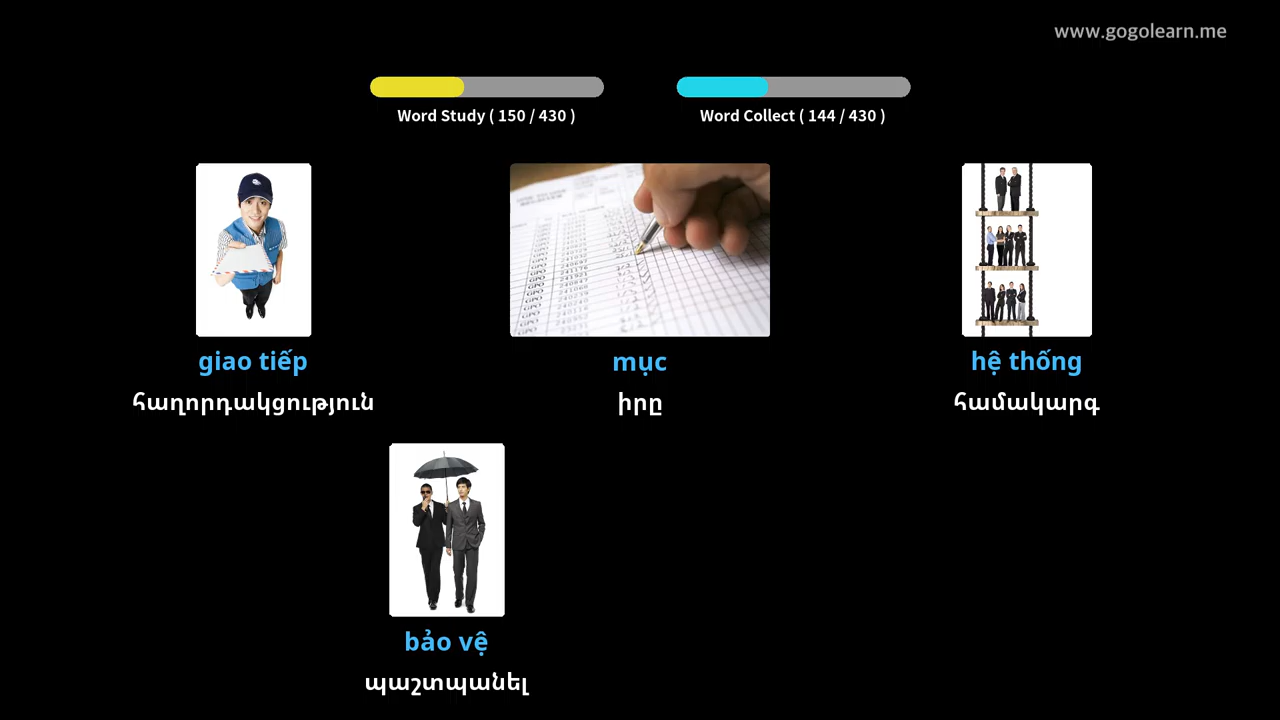 www.gogolearn.me
Word Study ( 150 / 430 )
Word Collect ( 144 / 430 )
giao tiếp
հաղորդակցություն
mục
իրը
hệ thống
համակարգ
bảo vệ
պաշտպանել